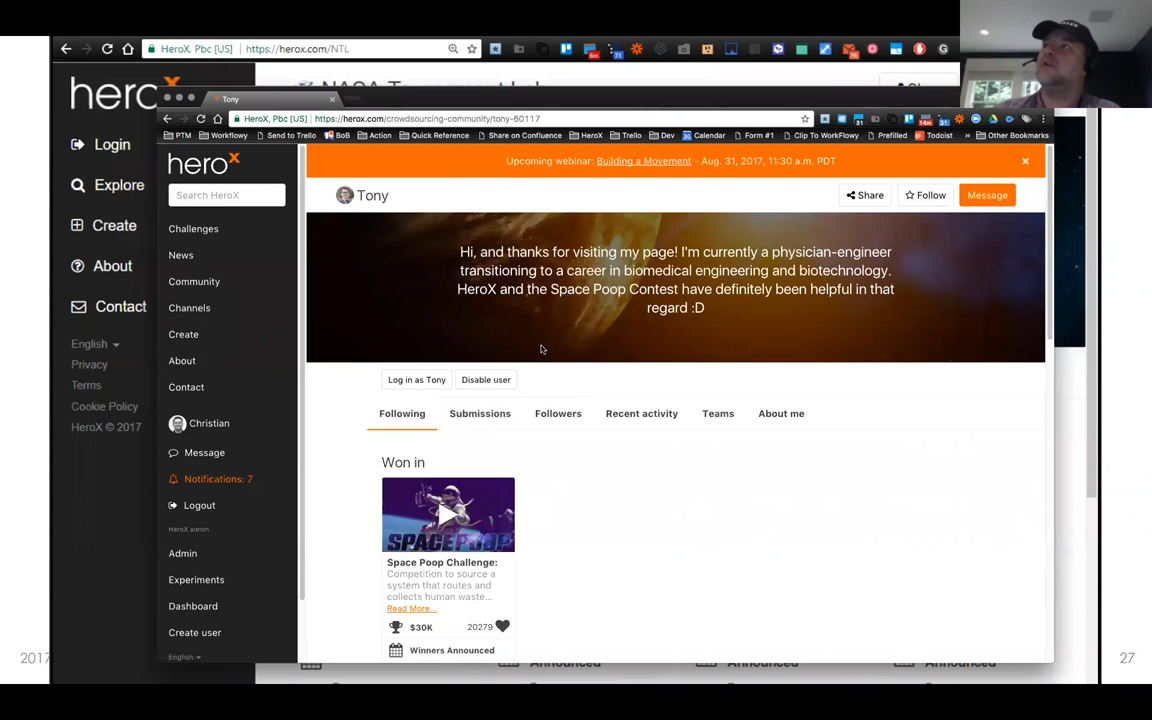 HeroX, Pbc [US] https://herox.com/NTL
herox
NASA Tournament Lab
Tony
HeroX, Pbc [US] https://herox.com/crowdsourcing-community/tony-60117
PTM Workflowy Send to Trello BoB Action Quick Reference Share on Confluence HeroX Trello Dev Calendar Form #1 Clip To WorkFlowy Prefilled Todoist Other Bookmarks
Login
Explore
Create
About
Contact
English
Privacy
Terms
Cookie Policy
HeroX © 2017
herox
Search HeroX
Challenges
News
Community
Channels
Create
About
Contact
Christian
Message
Notifications: 7
Logout
HeroX admin
Admin
Experiments
Dashboard
Create user
English
Upcoming webinar: Building a Movement - Aug. 31, 2017, 11:30 a.m. PDT
Tony
Share Follow Message
Hi, and thanks for visiting my page! I'm currently a physician-engineer
transitioning to a career in biomedical engineering and biotechnology.
HeroX and the Space Poop Contest have definitely been helpful in that
regard :D
Log in as Tony Disable user
Following Submissions Followers Recent activity Teams About me
Won in
SPACEPOOP
Space Poop Challenge:
Competition to source a
system that routes and
collects human waste...
Read More...
$30K 20279
Winners Announced
2017
27